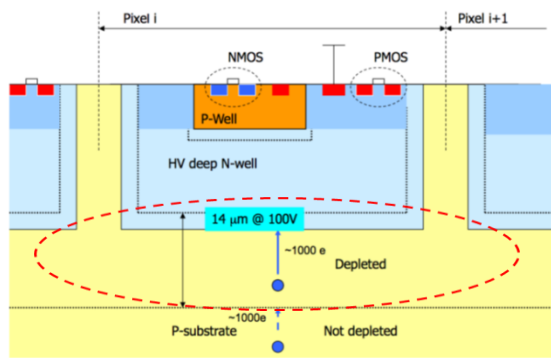 Pixel i
Pixel i+1
NMOS
PMOS
P-Well
HV deep N-well
14 µm @ 100V
~1000 e
Depleted
~1000e
P-substrate
Not depleted